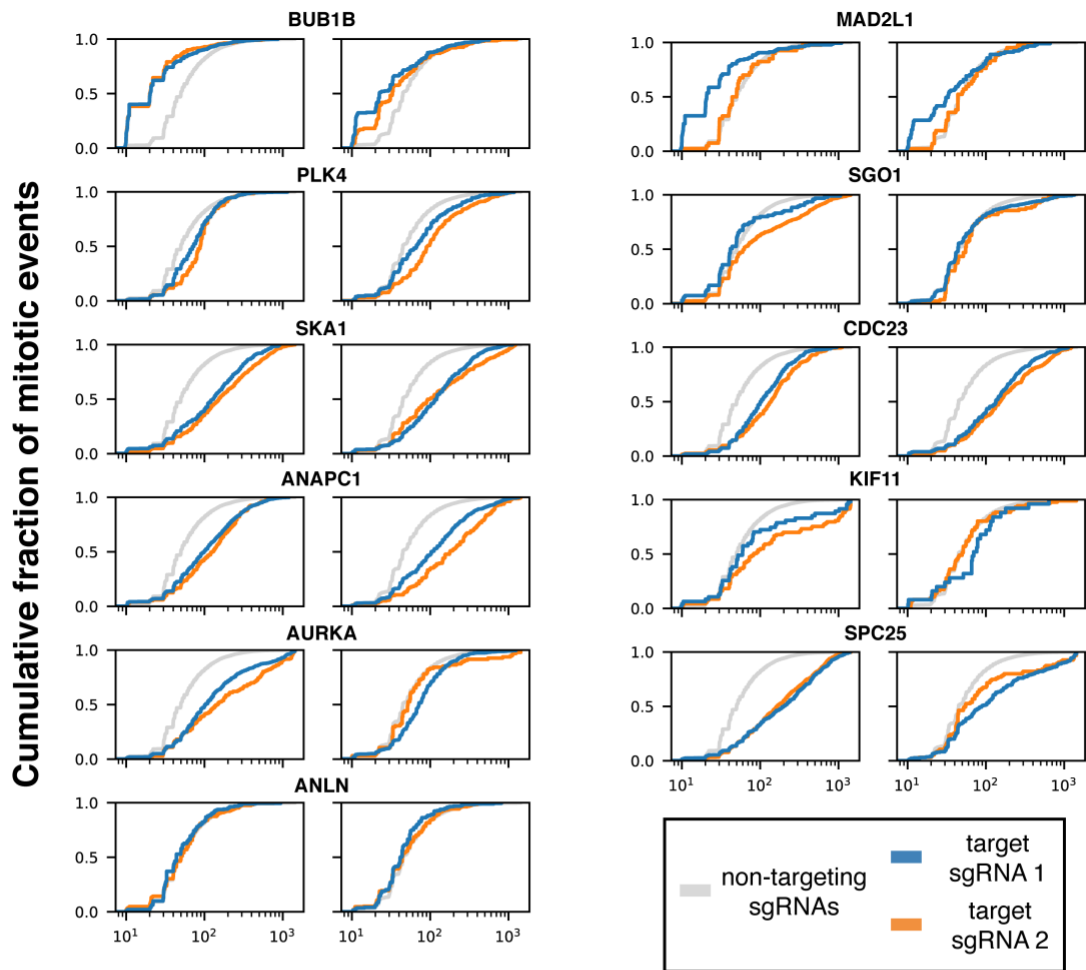 BUB1B
MAD2L1
1.0
0.5
0.0
1.0
0.5
0.0
PLK4
SGO1
1.0
0.5
0.0
1.0
0.5
0.0
SKA1
CDC23
1.0
0.5
0.0
1.0
0.5
0.0
ANAPC1
KIF11
1.0
0.5
0.0
1.0
0.5
0.0
AURKA
SPC25
1.0
0.5
0.0
1.0
0.5
0.0
10¹ 10² 10³ 10¹ 10² 10³
ANLN
1.0
0.5
0.0
10¹ 10² 10³ 10¹ 10² 10³
Cumulative fraction of mitotic events
non-targeting
sgRNAs
target
sgRNA 1
target
sgRNA 2